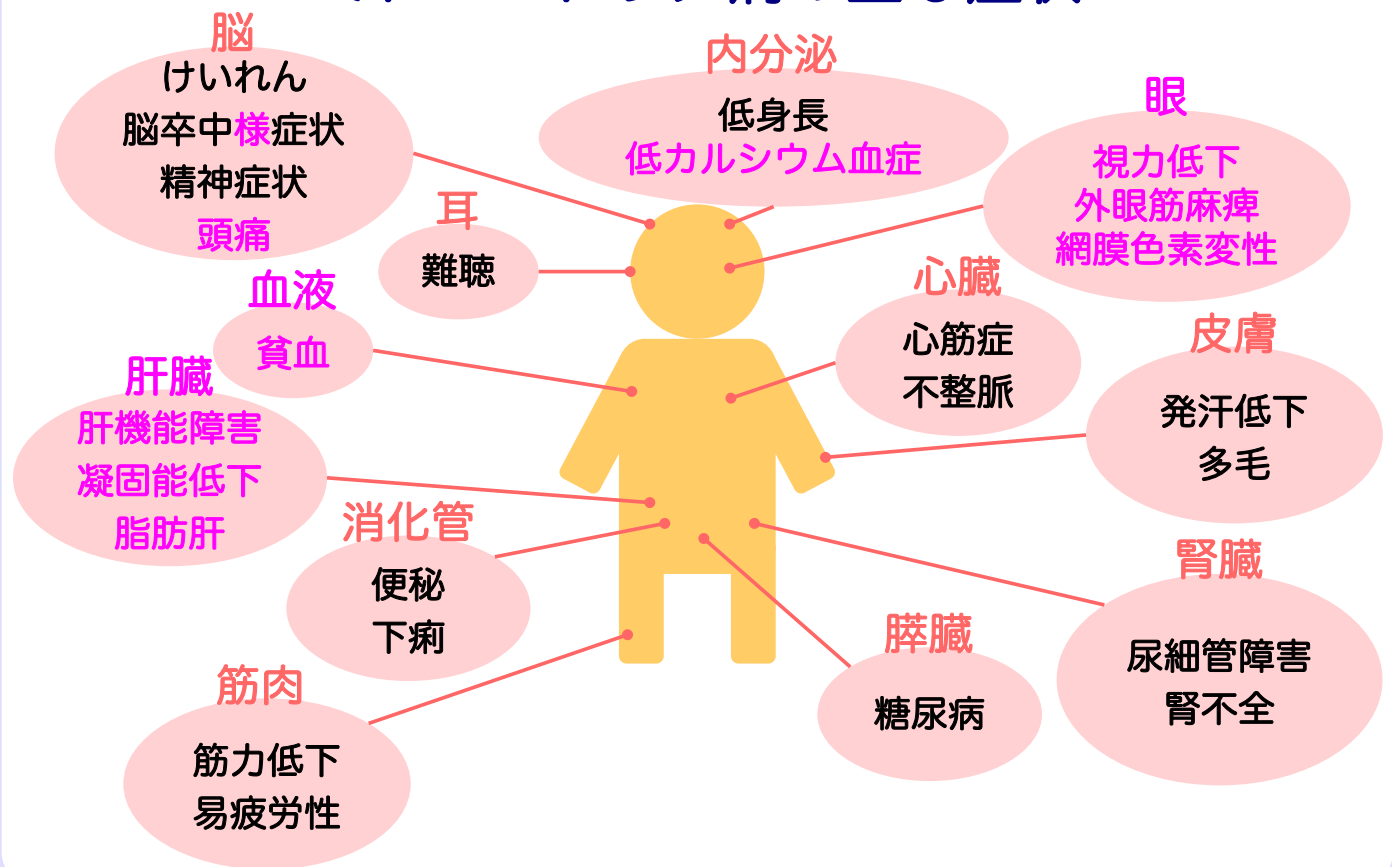 脳
けいれん
脳卒中様症状
精神症状
頭痛
内分泌
低身長
低カルシウム血症
眼
視力低下
外眼筋麻痺
網膜色素変性
耳
難聴
血液
貧血
心臓
心筋症
不整脈
皮膚
発汗低下
多毛
肝臓
肝機能障害
凝固能低下
脂肪肝
消化管
便秘
下痢
腎臓
尿細管障害
腎不全
膵臓
糖尿病
筋肉
筋力低下
易疲労性